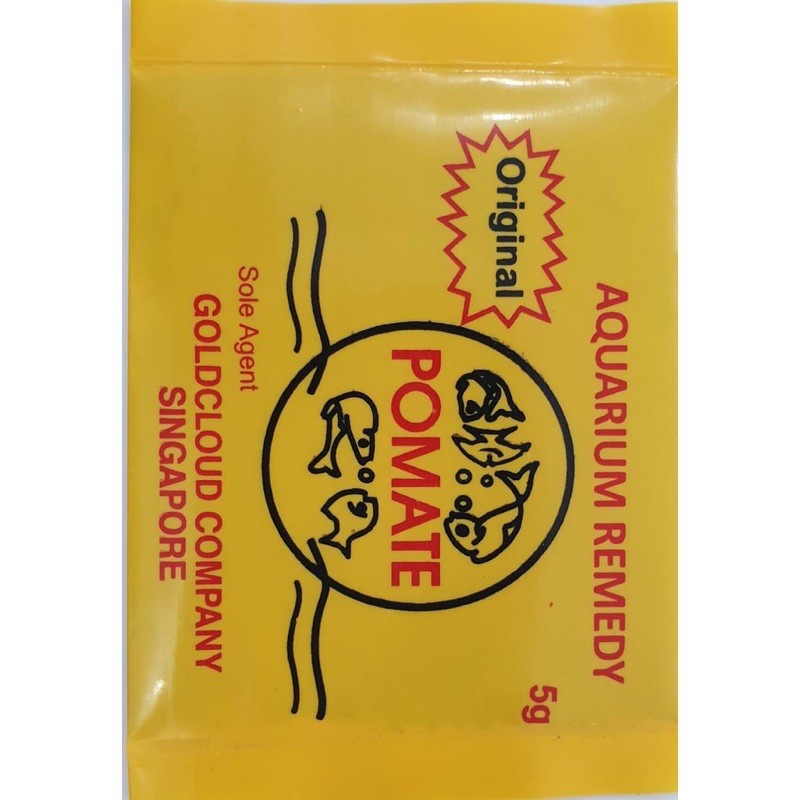 AQUARIUM REMEDY
5g
Original
POMATE
Sole Agent
GOLDCLOUD COMPANY
SINGAPORE